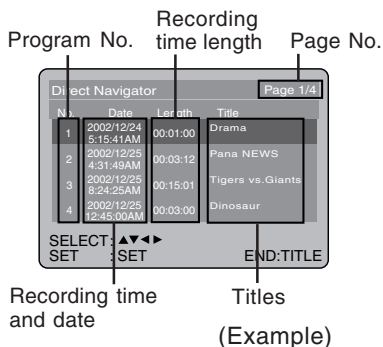 Recording
time length
Program No.
Page No.
Direct Navigator Page 1/4
No. Date Length Title
1 2002/12/24 5:15:41AM 00:01:00 Drama
2 2002/12/25 4:31:49AM 00:03:12 Pana NEWS
3 2002/12/25 8:24:25AM 00:15:01 Tigers vs.Giants
4 2002/12/25 12:45:00AM 00:03:00 Dinosaur
SELECT: ▲▼◀▶
SET :SET END:TITLE
Recording time
and date
Titles
(Example)